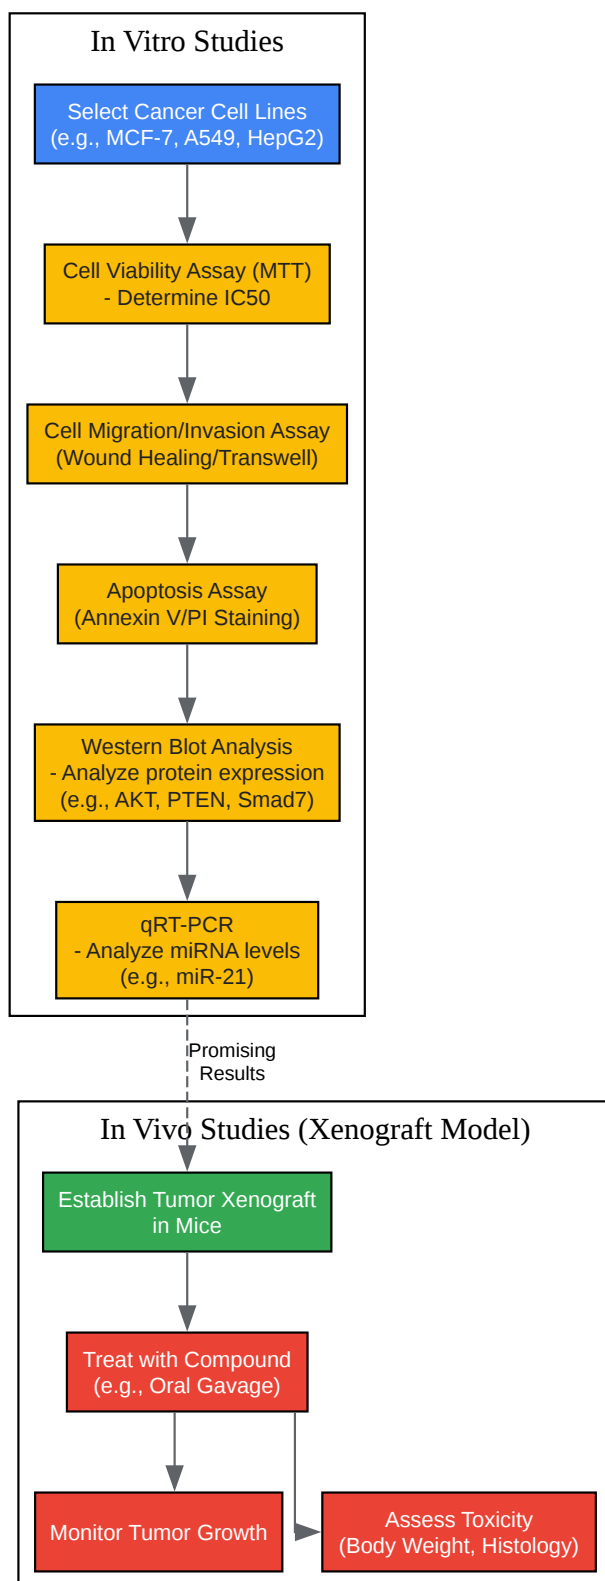 In Vitro Studies
Select Cancer Cell Lines
(e.g., MCF-7, A549, HepG2)
Cell Viability Assay (MTT)
- Determine IC50
Cell Migration/Invasion Assay
(Wound Healing/Transwell)
Apoptosis Assay
(Annexin V/PI Staining)
Western Blot Analysis
- Analyze protein expression
(e.g., AKT, PTEN, Smad7)
qRT-PCR
- Analyze miRNA levels
(e.g., miR-21)
Promising
Results
In Vivo Studies (Xenograft Model)
Establish Tumor Xenograft
in Mice
Treat with Compound
(e.g., Oral Gavage)
Monitor Tumor Growth
Assess Toxicity
(Body Weight, Histology)